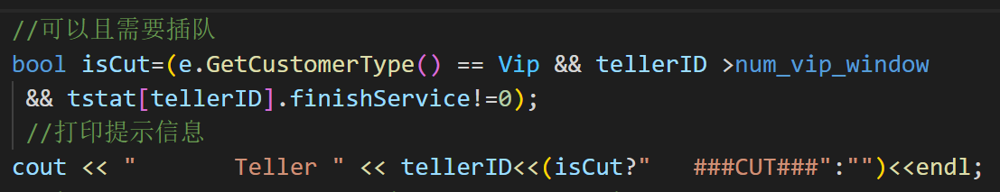 //可以且需要插队
bool isCut=(e.GetCustomerType() == Vip && tellerID >num_vip_window
 && tstat[tellerID].finishService!=0);
 //打印提示信息
cout << "       Teller " << tellerID<<(isCut?"   ###CUT###":"")<<endl;